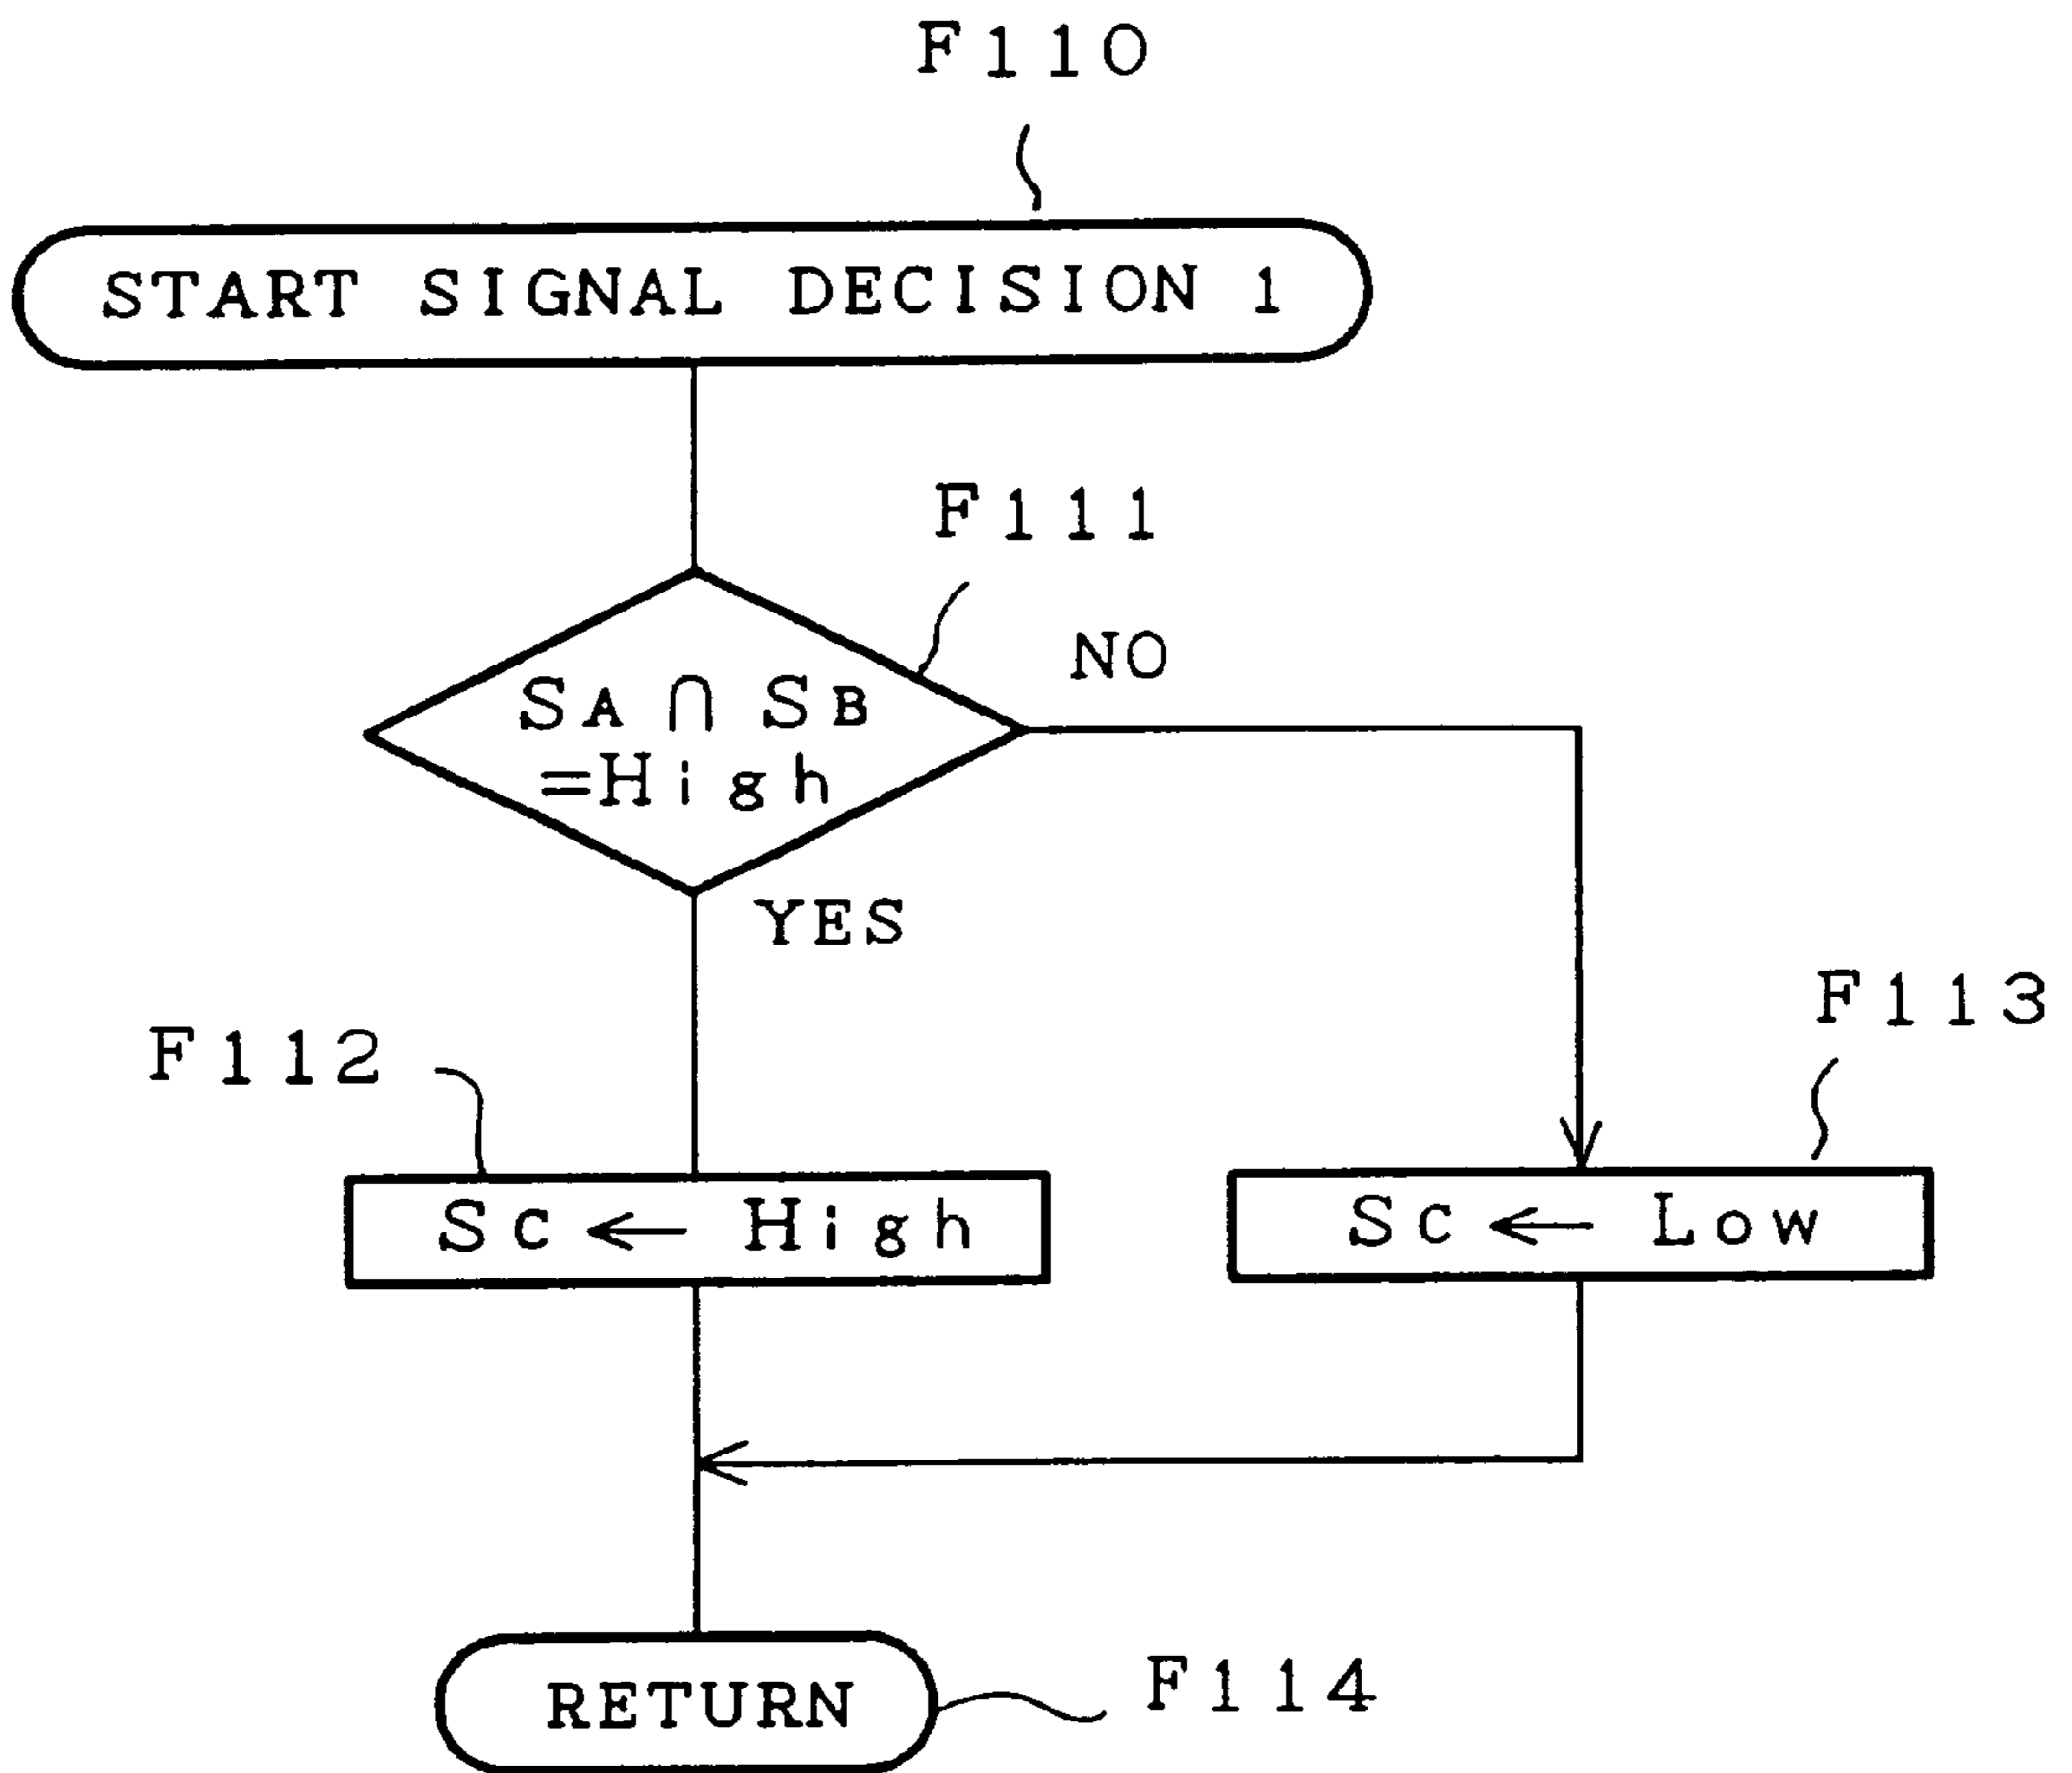 F110
START SIGNAL DECISION 1
F111
NO
SA ∩ SB
=High
YES
F113
F112
Sc ← High
Sc ← Low
RETURN
F114